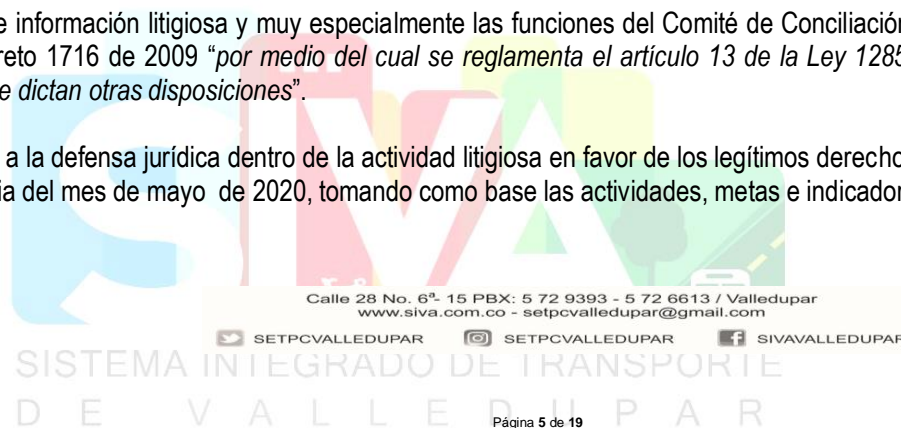 e información litigiosa y muy especialmente las funciones del Comité de Conciliación
reto 1716 de 2009 “por medio del cual se reglamenta el artículo 13 de la Ley 1285
e dictan otras disposiciones”.
a la defensa jurídica dentro de la actividad litigiosa en favor de los legítimos derecho
ia del mes de mayo de 2020, tomando como base las actividades, metas e indicador
SIVA
Calle 28 No. 6ª- 15 PBX: 5 72 9393 - 5 72 6613 / Valledupar
www.siva.com.co - setpcvalledupar@gmail.com
SETPCVALLEDUPAR SETPCVALLEDUPAR SIVAVALLEDUPAR
SISTEMA INTEGRADO DE TRANSPORTE
DE VALLEDUPAR
Página 5 de 19